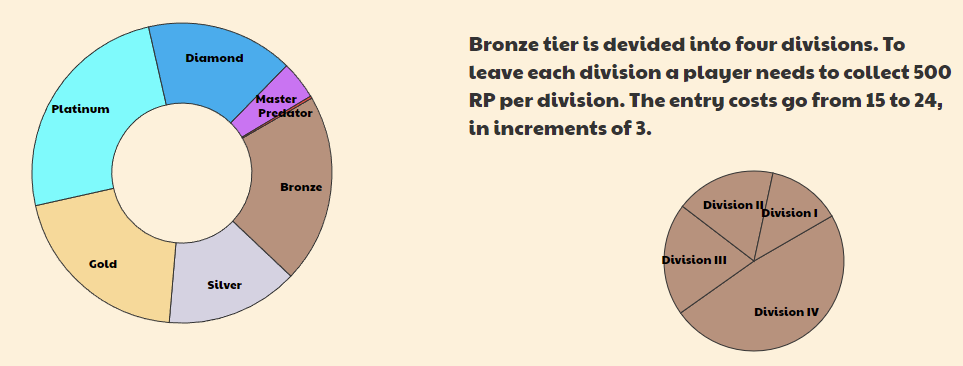 Diamond
Master
Predator
Platinum
Bronze
Gold
Silver
Bronze tier is devided into four divisions. To
leave each division a player needs to collect 500
RP per division. The entry costs go from 15 to 24,
in increments of 3.
Division II
Division I
Division III
Division IV